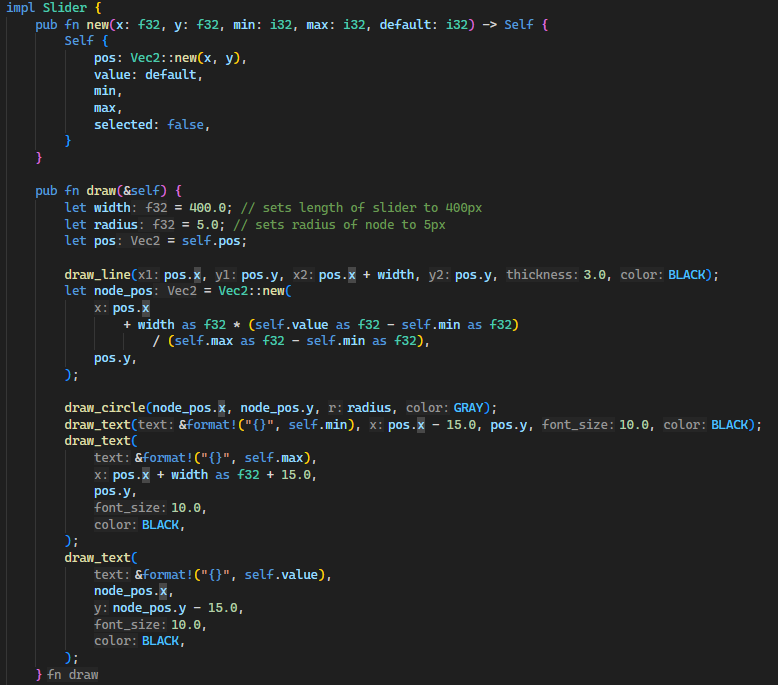 impl Slider {
    pub fn new(x: f32, y: f32, min: i32, max: i32, default: i32) -> Self {
        Self {
            pos: Vec2::new(x, y),
            value: default,
            min,
            max,
            selected: false,
        }
    }

    pub fn draw(&self) {
        let width: f32 = 400.0; // sets length of slider to 400px
        let radius: f32 = 5.0; // sets radius of node to 5px
        let pos: Vec2 = self.pos;

        draw_line(x1: pos.x, y1: pos.y, x2: pos.x + width, y2: pos.y, thickness: 3.0, color: BLACK);
        let node_pos: Vec2 = Vec2::new(
            x: pos.x
                + width as f32 * (self.value as f32 - self.min as f32)
                    / (self.max as f32 - self.min as f32),
            pos.y,
        );

        draw_circle(node_pos.x, node_pos.y, r: radius, color: GRAY);
        draw_text(text: &format!("{}", self.min), x: pos.x - 15.0, pos.y, font_size: 10.0, color: BLACK);
        draw_text(
            text: &format!("{}", self.max),
            x: pos.x + width as f32 + 15.0,
            pos.y,
            font_size: 10.0,
            color: BLACK,
        );
        draw_text(
            text: &format!("{}", self.value),
            node_pos.x,
            y: node_pos.y - 15.0,
            font_size: 10.0,
            color: BLACK,
        );
    } fn draw